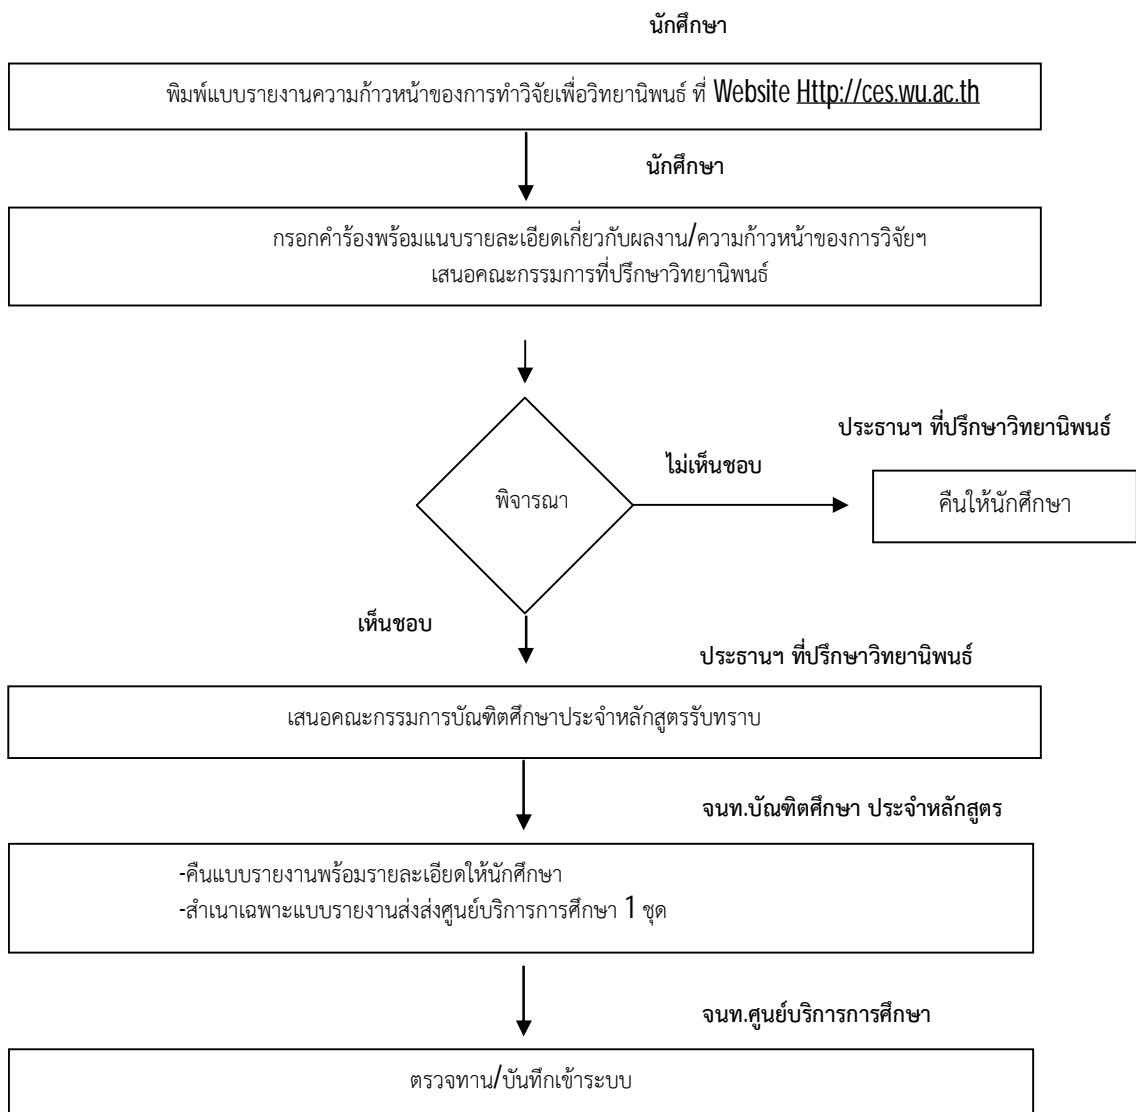 นักศึกษา
พิมพ์แบบรายงานความก้าวหน้าของการทำวิจัยเพื่อวิทยานิพนธ์ ที่ Website Http://ces.wu.ac.th
นักศึกษา
กรอกคำร้องพร้อมแนบรายละเอียดเกี่ยวกับผลงาน/ความก้าวหน้าของการวิจัยฯ
เสนอคณะกรรมการที่ปรึกษาวิทยานิพนธ์
ประธานฯ ที่ปรึกษาวิทยานิพนธ์
ไม่เห็นชอบ
พิจารณา
คืนให้นักศึกษา
เห็นชอบ
ประธานฯ ที่ปรึกษาวิทยานิพนธ์
เสนอคณะกรรมการบัณฑิตศึกษาประจำหลักสูตรรับทราบ
จนท.บัณฑิตศึกษา ประจำหลักสูตร
-คืนแบบรายงานพร้อมรายละเอียดให้นักศึกษา
-สำเนาเฉพาะแบบรายงานส่งส่งศูนย์บริการการศึกษา 1 ชุด
จนท.ศูนย์บริการการศึกษา
ตรวจทาน/บันทึกเข้าระบบ